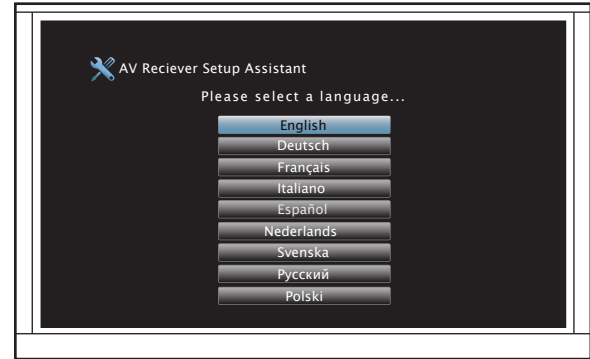 AV Reciever Setup Assistant
Please select a language...
English
Deutsch
Français
Italiano
Español
Nederlands
Svenska
Русский
Polski